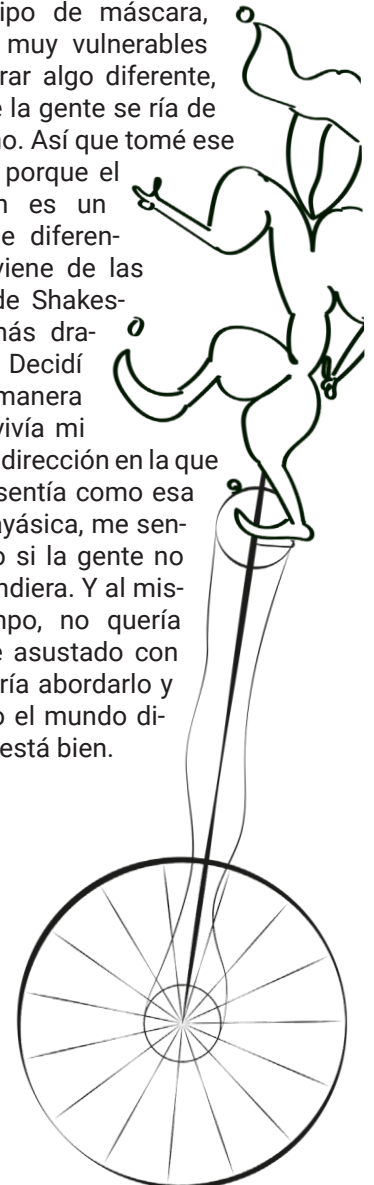 ipo de máscara,
muy vulnerables
rar algo diferente,
e la gente se ría de
no. Así que tomé ese
porque el
n es un
e diferen-
viene de las
de Shakes-
más dra-
Decidí
manera
vivía mi
dirección en la que
sentía como esa
ayásica, me sen-
o si la gente no
ndiera. Y al mis-
npo, no quería
e asustado con
ría abordarlo y
o el mundo di-
está bien.